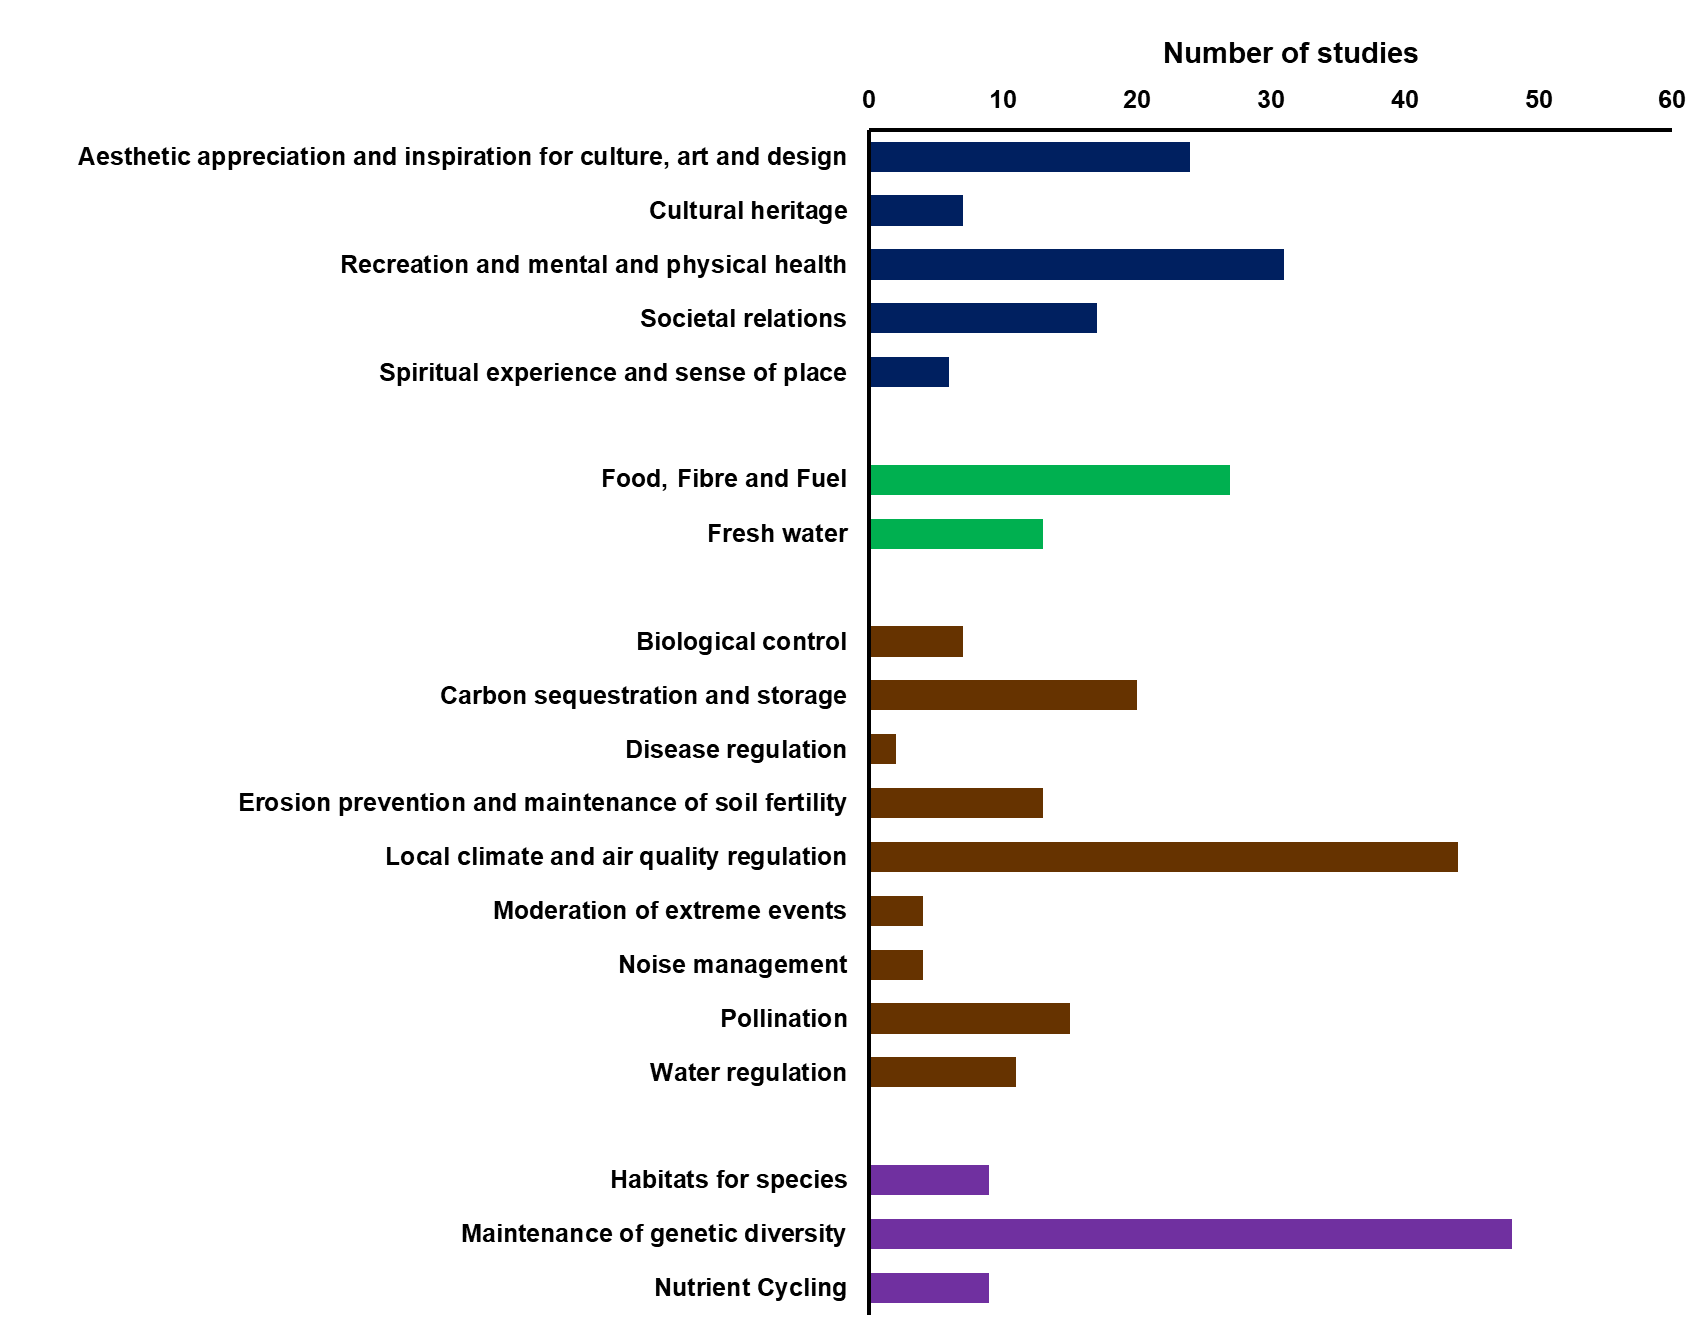 Number of studies
0 10 20 30 40 50 60
Aesthetic appreciation and inspiration for culture, art and design
Cultural heritage
Recreation and mental and physical health
Societal relations
Spiritual experience and sense of place
Food, Fibre and Fuel
Fresh water
Biological control
Carbon sequestration and storage
Disease regulation
Erosion prevention and maintenance of soil fertility
Local climate and air quality regulation
Moderation of extreme events
Noise management
Pollination
Water regulation
Habitats for species
Maintenance of genetic diversity
Nutrient Cycling